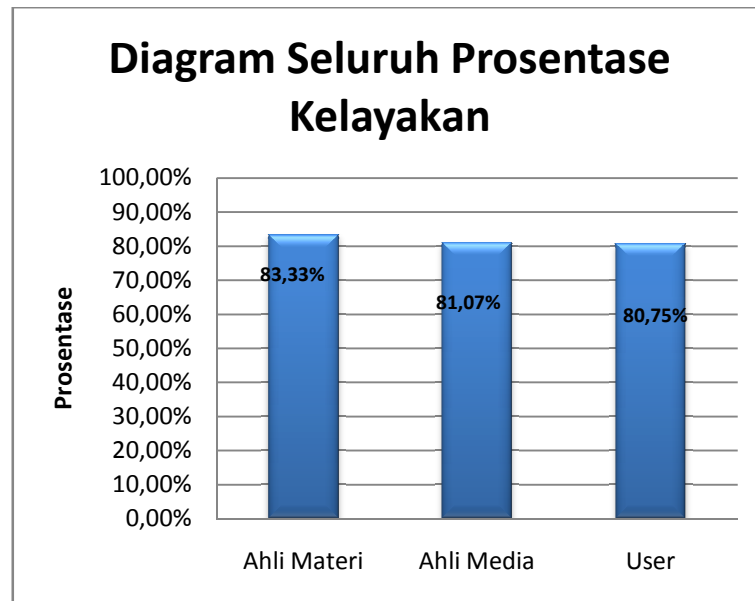 Diagram Seluruh Prosentase
Kelayakan
100,00%
90,00%
80,00%
70,00%
60,00%
50,00%
40,00%
30,00%
20,00%
10,00%
0,00%
Prosentase
83,33%
81,07%
80,75%
Ahli Materi
Ahli Media
User